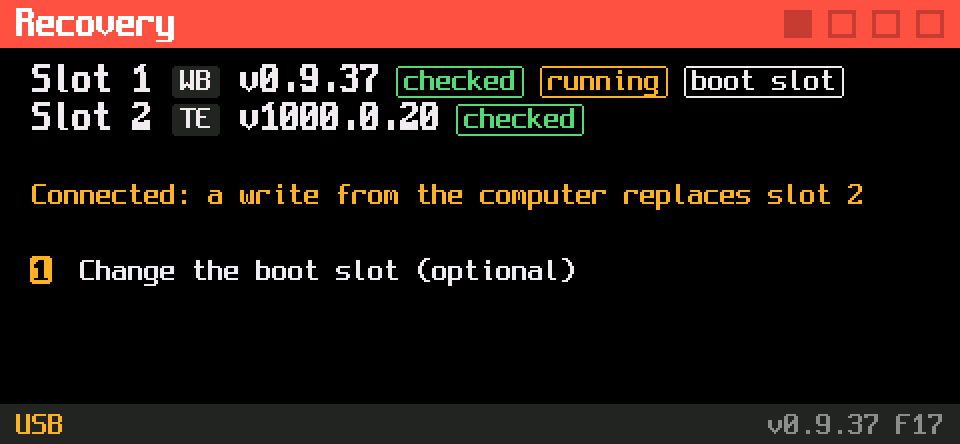 Recovery
Slot 1 WB v0.9.37 checked running boot slot
Slot 2 TE v1000.0.20 checked
Connected: a write from the computer replaces slot 2
1 Change the boot slot (optional)
USB v0.9.37 F17